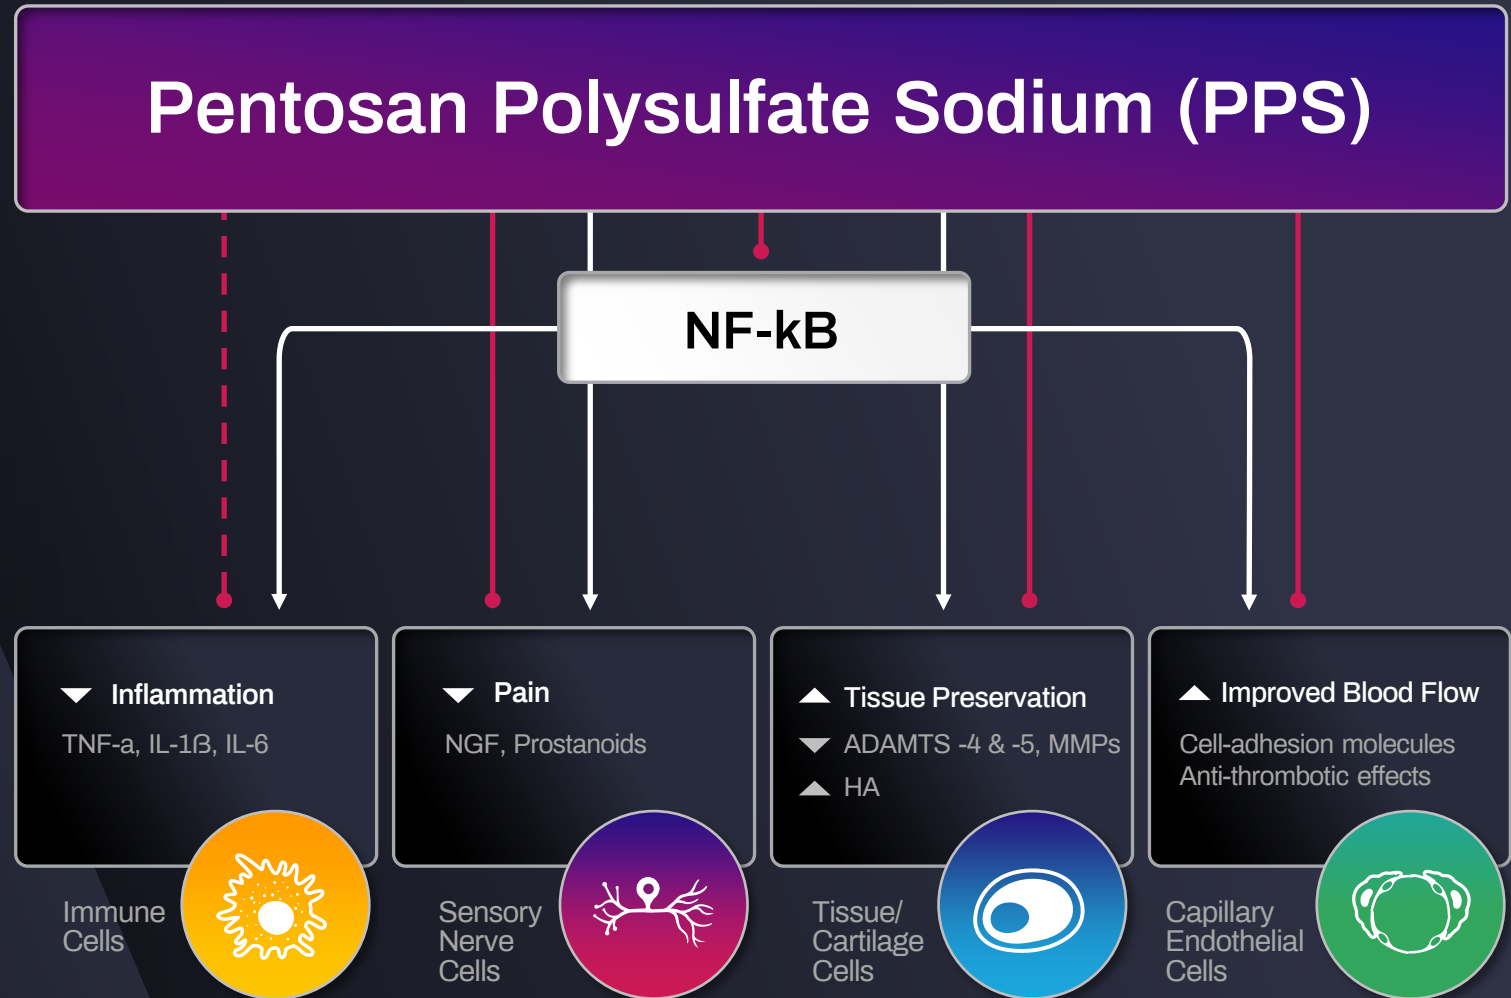 Pentosan Polysulfate Sodium (PPS)
NF-kB
Inflammation
TNF-a, IL-1ß, IL-6
Immune
Cells
Pain
NGF, Prostanoids
Sensory
Nerve
Cells
Tissue Preservation
ADAMTS -4 & -5, MMPs
HA
Tissue/
Cartilage
Cells
Improved Blood Flow
Cell-adhesion molecules
Anti-thrombotic effects
Capillary
Endothelial
Cells